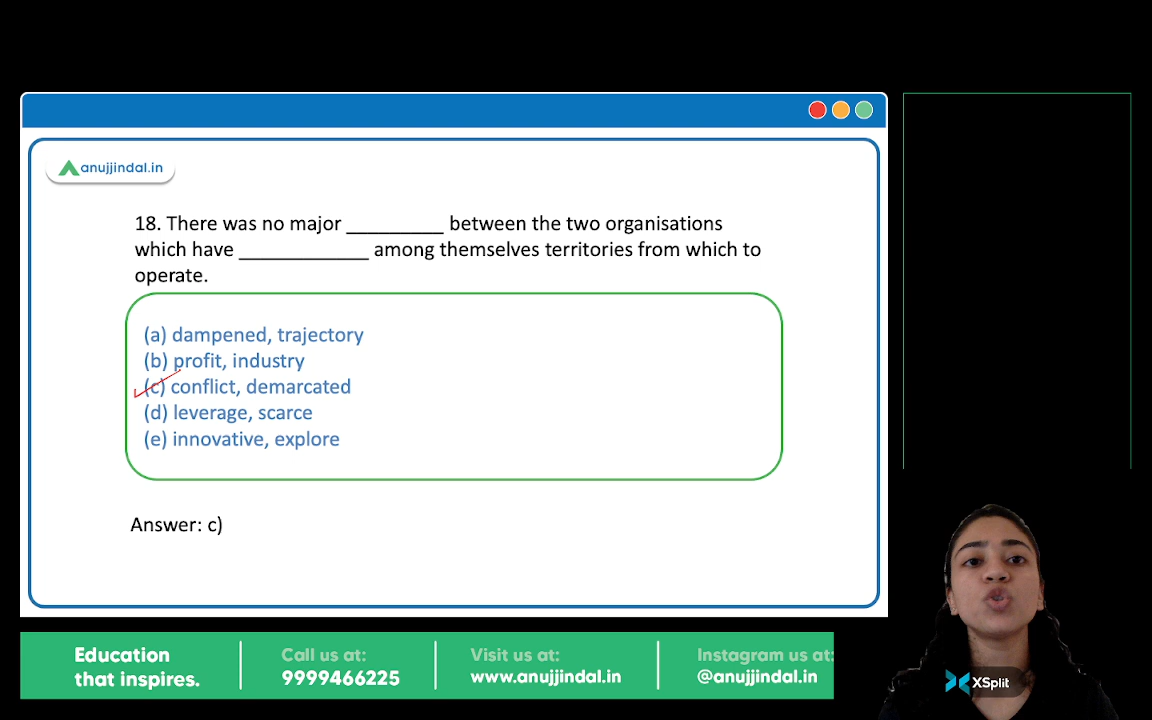 anujjindal.in
18. There was no major _________ between the two organisations
which have ____________ among themselves territories from which to
operate.
(a) dampened, trajectory
(b) profit, industry
(c) conflict, demarcated
(d) leverage, scarce
(e) innovative, explore
Answer: c)
Education
that inspires.
Call us at:
9999466225
Visit us at:
www.anujjindal.in
Instagram us at:
@anujjindal.in
XSplit